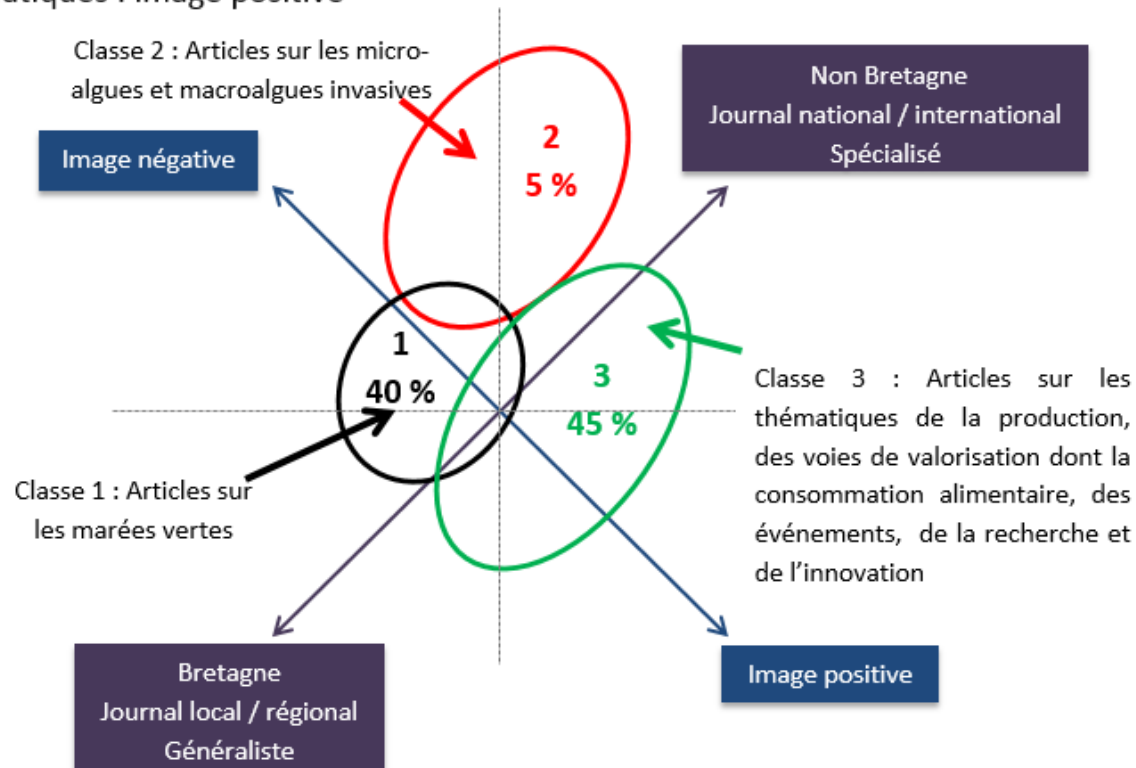 : image positive
Classe 2 : Articles sur les micro-
algues et macroalgues invasives
Non Bretagne
Journal national / international
Spécialisé
Image négative
2
5 %
1
40 %
3
45 %
Classe 3 : Articles sur les
thématiques de la production,
des voies de valorisation dont la
consommation alimentaire, des
événements, de la recherche et
de l’innovation
Classe 1 : Articles sur
les marées vertes
Bretagne
Journal local / régional
Généraliste
Image positive